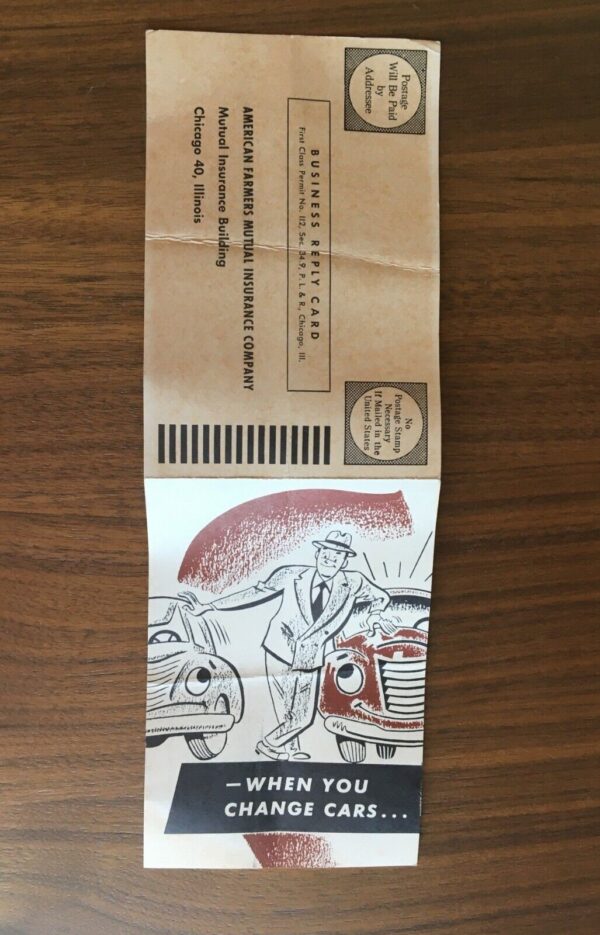 Postage
Will Be Paid
by
Addressee
No
Postage Stamp
Necessary
If Mailed in the
United States
BUSINESS REPLY CARD
First Class Permit No. 112, Sec. 34.9, P. L. & R., Chicago, Ill.
AMERICAN FARMERS MUTUAL INSURANCE COMPANY
Mutual Insurance Building
Chicago 40, Illinois
—WHEN YOU
CHANGE CARS...